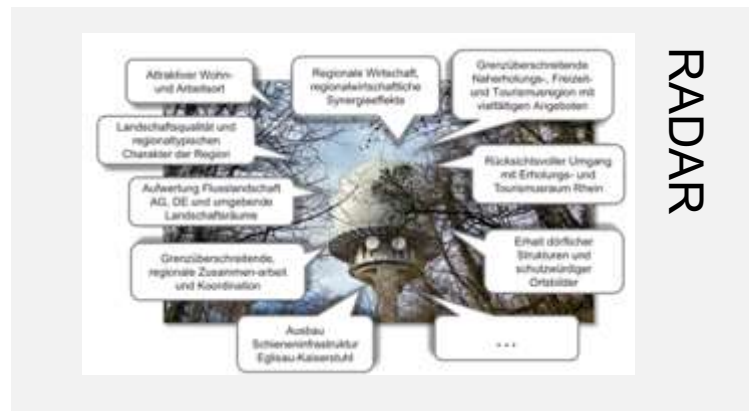 Attraktiver Wohn-
und Arbeitsort
Regionale Wirtschaft,
regionalwirtschaftliche
Synergieeffekte
Grenzüberschreitende
Naherholungs-, Freizeit-
und Tourismusregion mit
vielfältigen Angeboten
Landschaftsqualität und
regionaltypischen
Charakter der Region
Rücksichtsvoller Umgang
mit Erholungs- und
Tourismusraum Rhein
Aufwertung Flusslandschaft
AG, DE und umgebende
Landschaftsräume
Erhalt dörflicher
Strukturen und
schutzwürdiger
Ortsbilder
Grenzüberschreitende,
regionale Zusammen-arbeit
und Koordination
Ausbau
Schieneninfrastruktur
Eglisau-Kaiserstuhl
...
RADAR